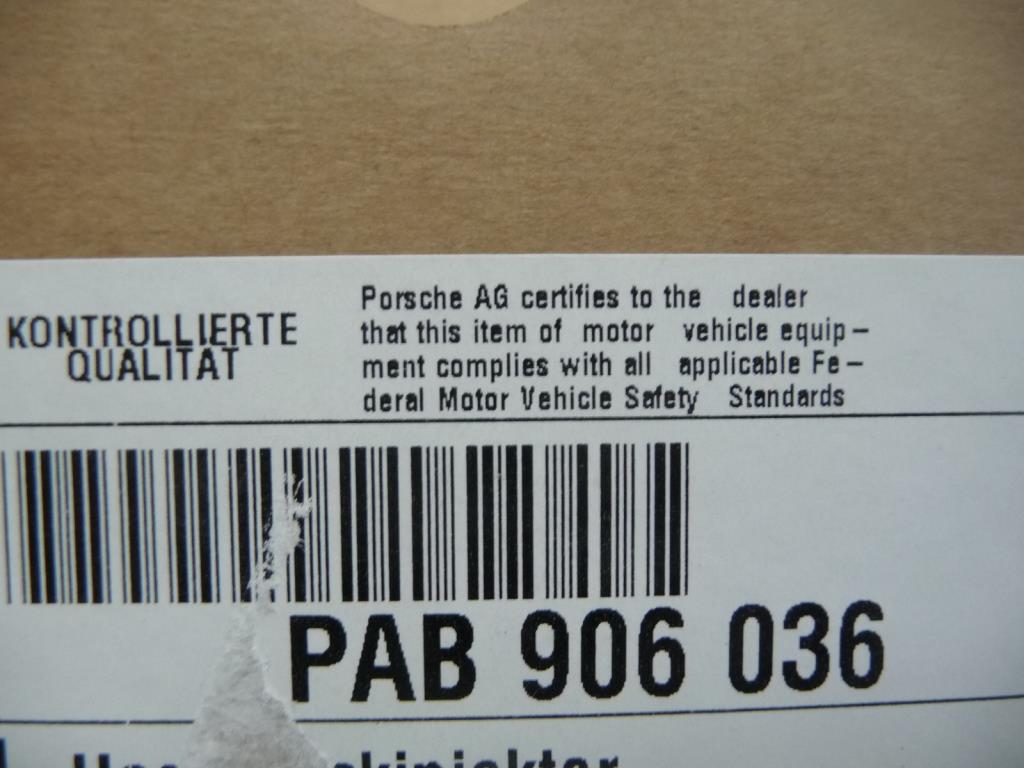 KONTROLLIERTE
QUALITÄT
Porsche AG certifies to the dealer
that this item of motor vehicle equip-
ment complies with all applicable Fe-
deral Motor Vehicle Safety Standards
PAB 906 036